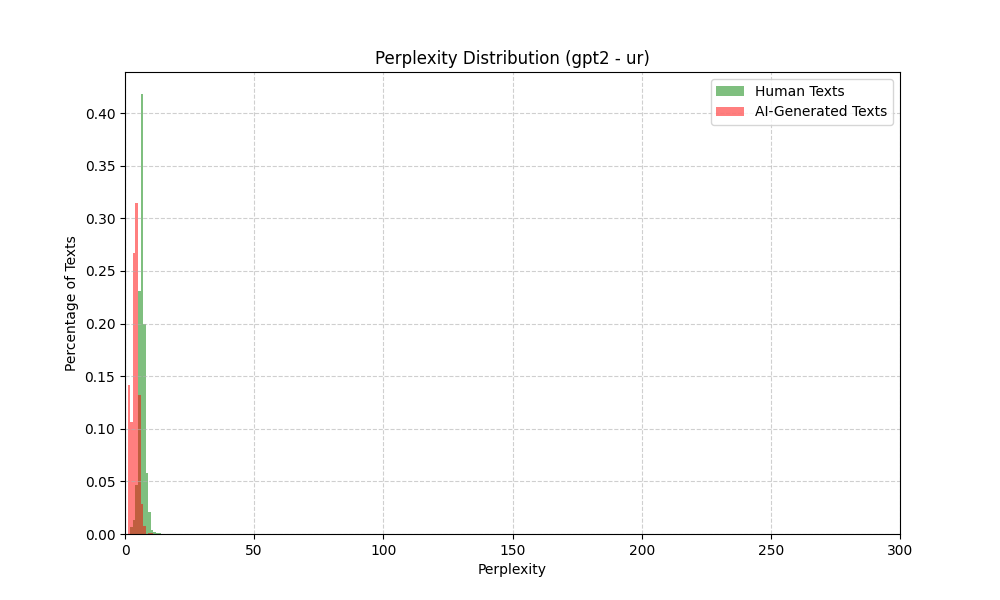 Perplexity Distribution (gpt2 - ur)
Human Texts
AI-Generated Texts
Percentage of Texts
0.40
0.35
0.30
0.25
0.20
0.15
0.10
0.05
0.00
0 50 100 150 200 250 300
Perplexity